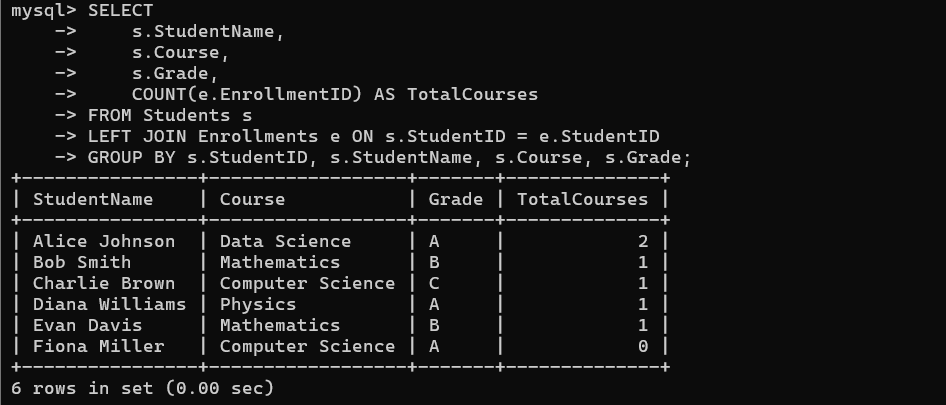 mysql> SELECT
    ->     s.StudentName,
    ->     s.Course,
    ->     s.Grade,
    ->     COUNT(e.EnrollmentID) AS TotalCourses
    -> FROM Students s
    -> LEFT JOIN Enrollments e ON s.StudentID = e.StudentID
    -> GROUP BY s.StudentID, s.StudentName, s.Course, s.Grade;
+----------------+------------------+-------+--------------+
| StudentName    | Course           | Grade | TotalCourses |
+----------------+------------------+-------+--------------+
| Alice Johnson  | Data Science     | A     |            2 |
| Bob Smith      | Mathematics      | B     |            1 |
| Charlie Brown  | Computer Science | C     |            1 |
| Diana Williams | Physics          | A     |            1 |
| Evan Davis     | Mathematics      | B     |            1 |
| Fiona Miller   | Computer Science | A     |            0 |
+----------------+------------------+-------+--------------+
6 rows in set (0.00 sec)